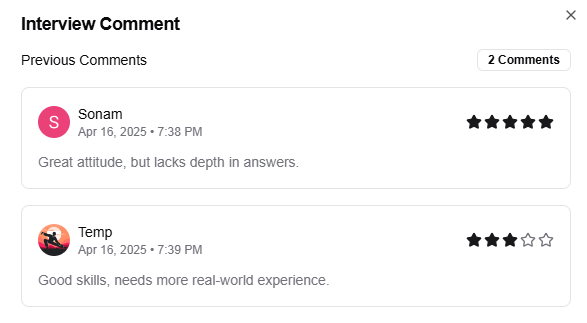 Interview Comment
Previous Comments
2 Comments
S
Sonam
Apr 16, 2025 • 7:38 PM
Great attitude, but lacks depth in answers.
Temp
Apr 16, 2025 • 7:39 PM
Good skills, needs more real-world experience.